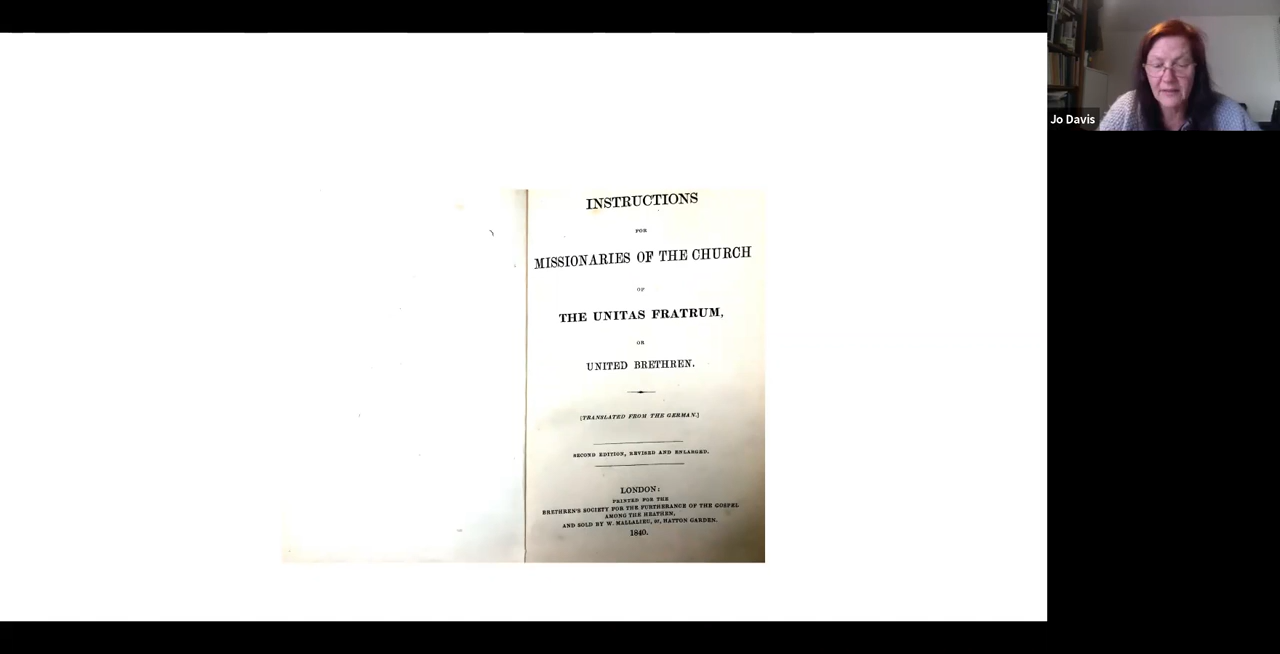 INSTRUCTIONS
FOR
MISSIONARIES OF THE CHURCH
OF
THE UNITAS FRATRUM,
OR
UNITED BRETHREN.
[TRANSLATED FROM THE GERMAN.]
SECOND EDITION, REVISED AND ENLARGED.
LONDON:
PRINTED FOR THE
BRETHREN'S SOCIETY FOR THE FURTHERANCE OF THE GOSPEL
AMONG THE HEATHEN,
AND SOLD BY W. MALLALIEU, 97, HATTON GARDEN.
1840.
Jo Davis